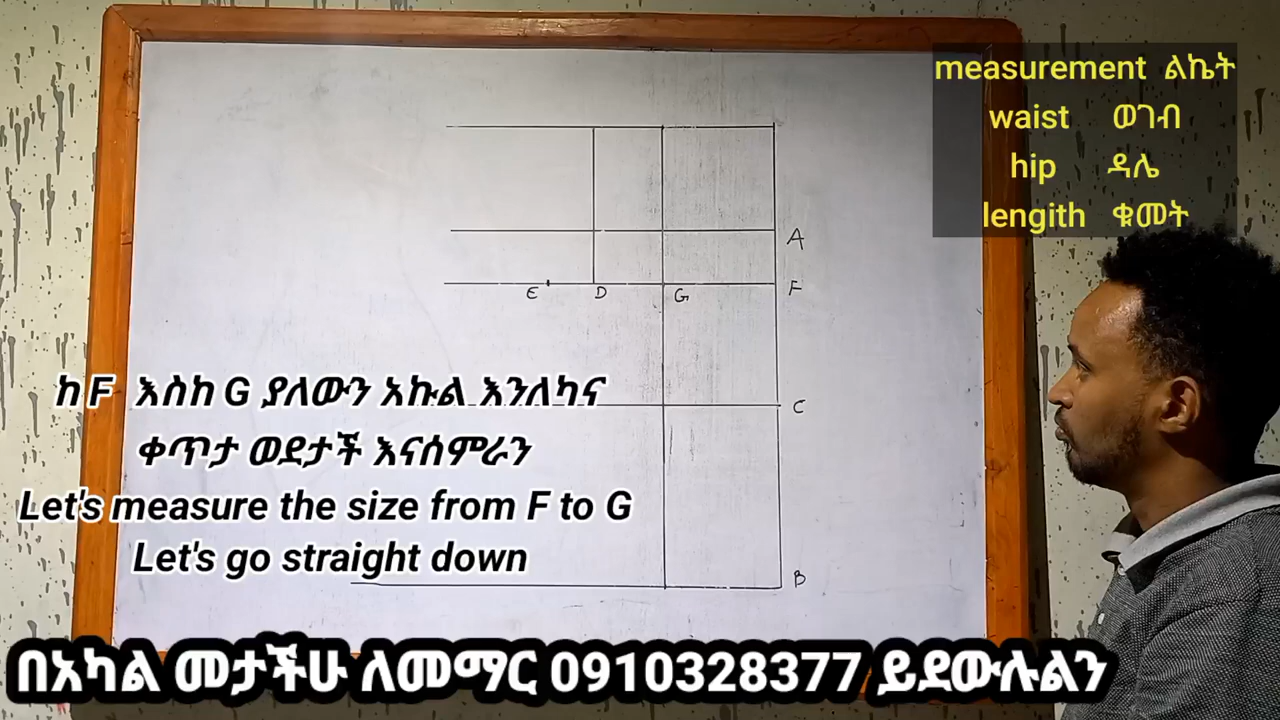 measurement ልኬት
waist ወገብ
hip ዳሌ
lengith ቁመት
A
E D G F
ከ F እስከ G ያለውን አኩል እንለካና
C
ቀጥታ ወደታች እናሰምራን
Let's measure the size from F to G
Let's go straight down
B
በአካል መታችሁ ለመማር 0910328377 ይደውሉልን